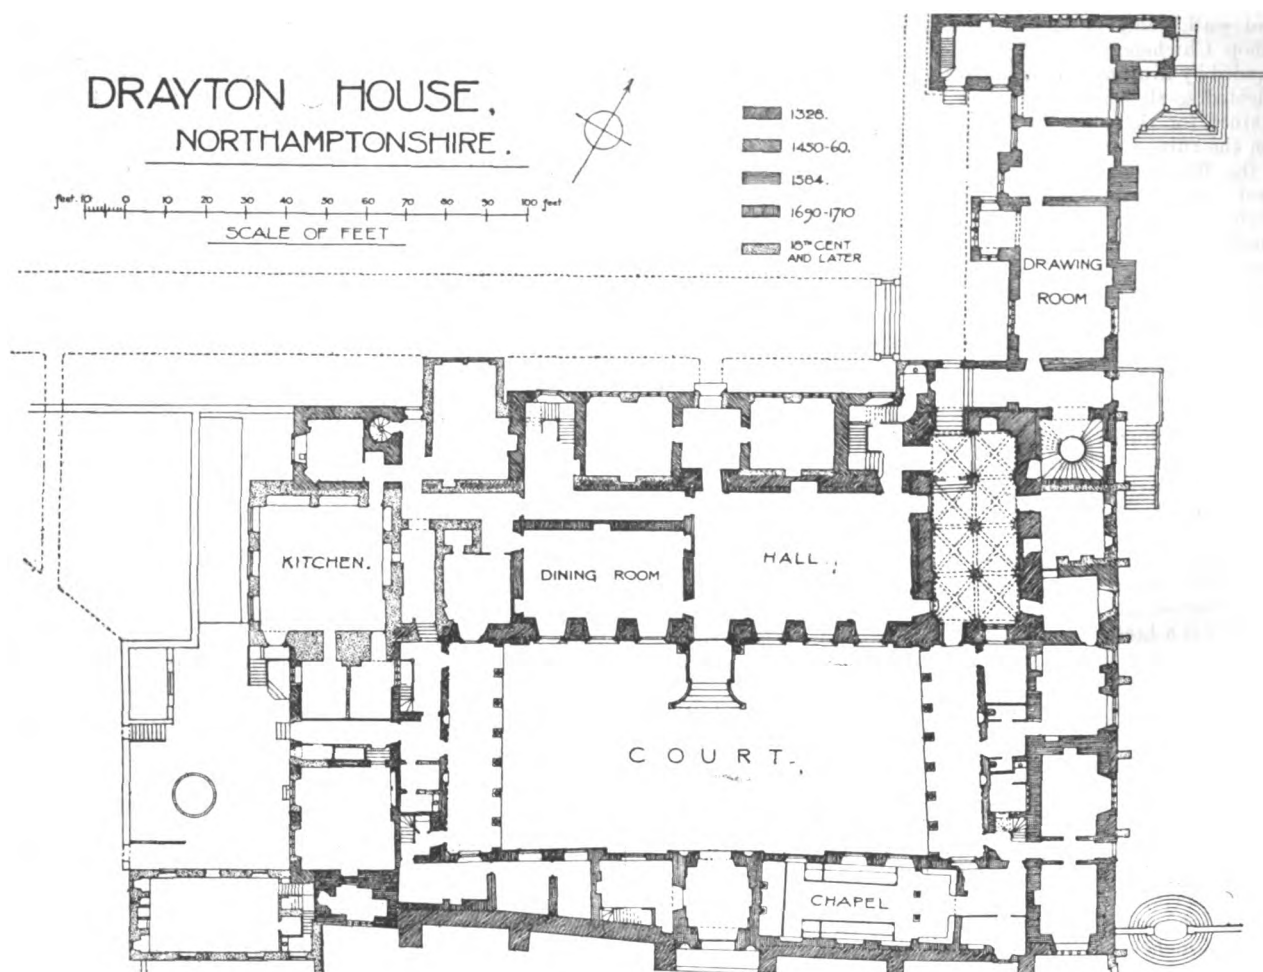 DRAYTON HOUSE,
NORTHAMPTONSHIRE.
feet. 10 0 10 20 30 40 50 60 70 80 90 100 feet
SCALE OF FEET
1328.
1450-60.
1584.
1690-1710
18TH CENT
AND LATER
DRAWING
ROOM
KITCHEN.
DINING ROOM
HALL.
COURT.
CHAPEL